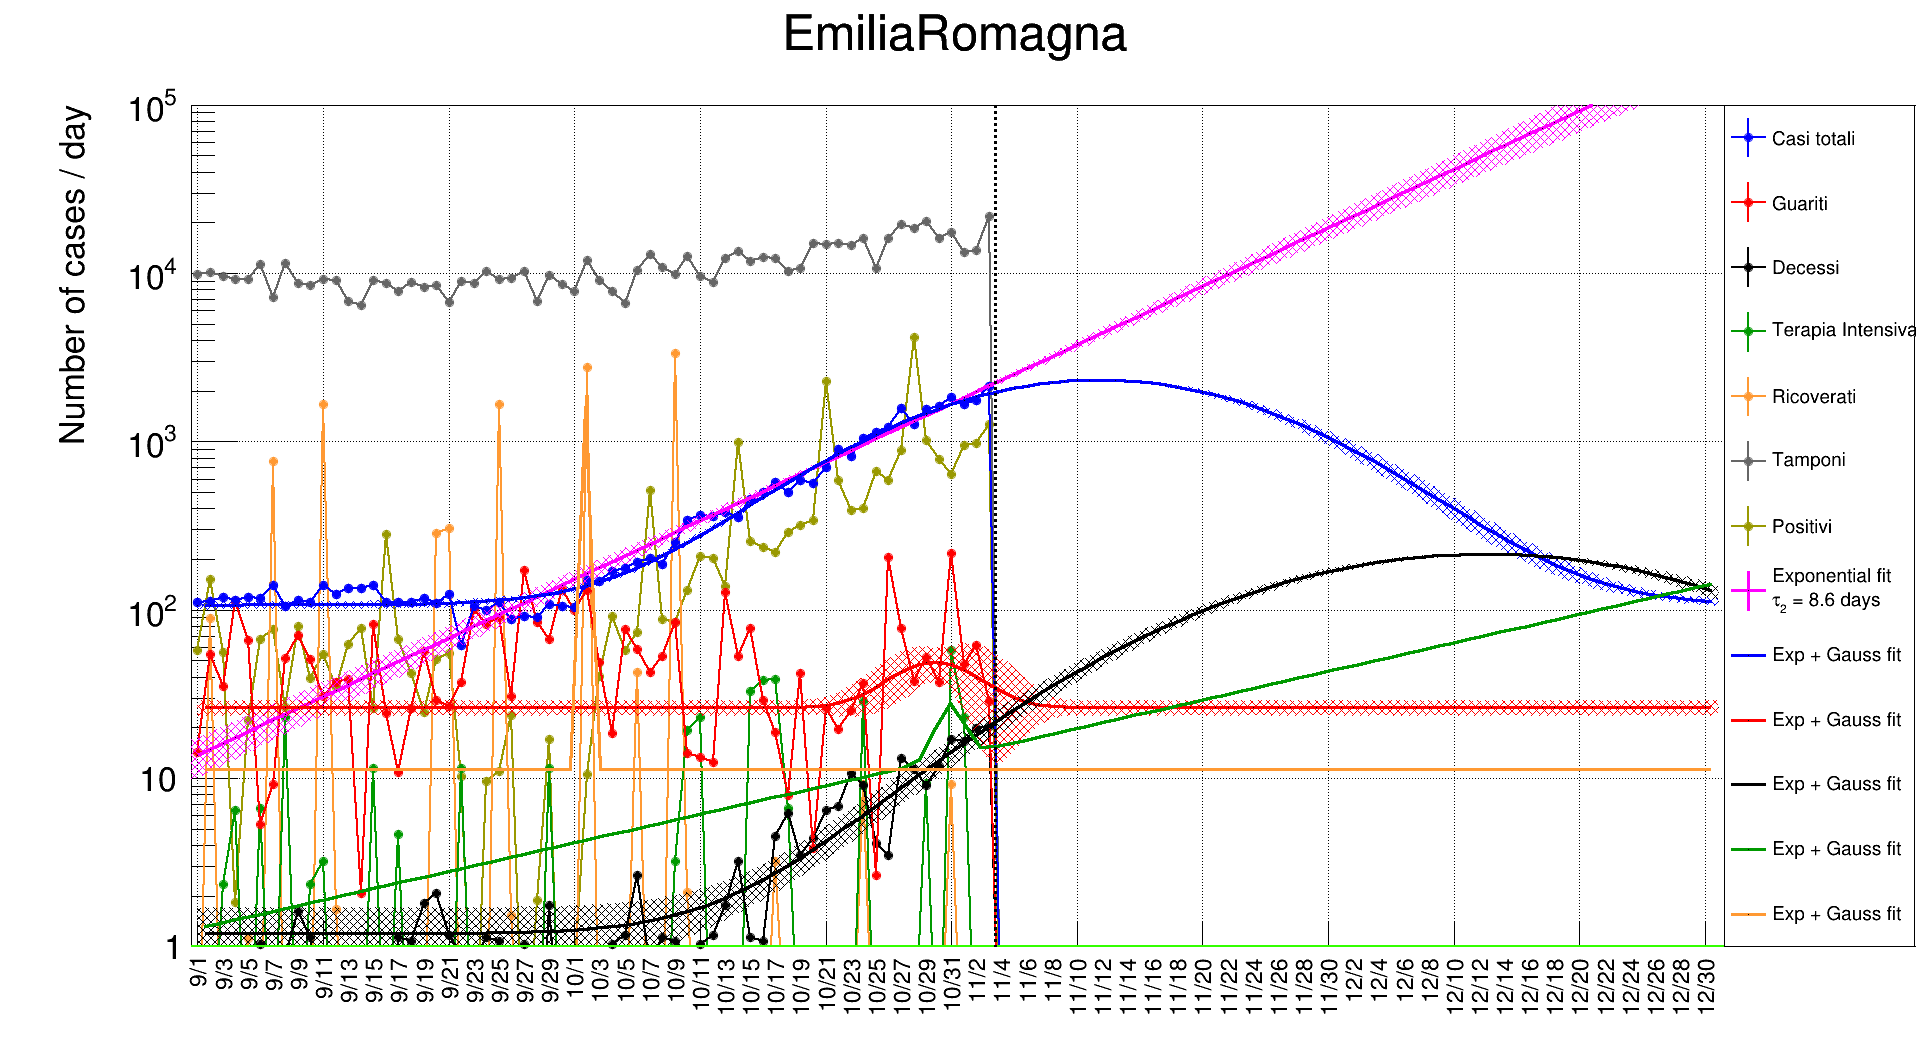 EmiliaRomagna
Number of cases / day
10^5
10^4
10^3
10^2
10
1
9/1 9/3 9/5 9/7 9/9 9/11 9/13 9/15 9/17 9/19 9/21 9/23 9/25 9/27 9/29 10/1 10/3 10/5 10/7 10/9 10/11 10/13 10/15 10/17 10/19 10/21 10/23 10/25 10/27 10/29 10/31 11/2 11/4 11/6 11/8 11/10 11/12 11/14 11/16 11/18 11/20 11/22 11/24 11/26 11/28 11/30 12/2 12/4 12/6 12/8 12/10 12/12 12/14 12/16 12/18 12/20 12/22 12/24 12/26 12/28 12/30
Casi totali
Guariti
Decessi
Terapia Intensiva
Ricoverati
Tamponi
Positivi
Exponential fit
τ₂ = 8.6 days
Exp + Gauss fit
Exp + Gauss fit
Exp + Gauss fit
Exp + Gauss fit
Exp + Gauss fit